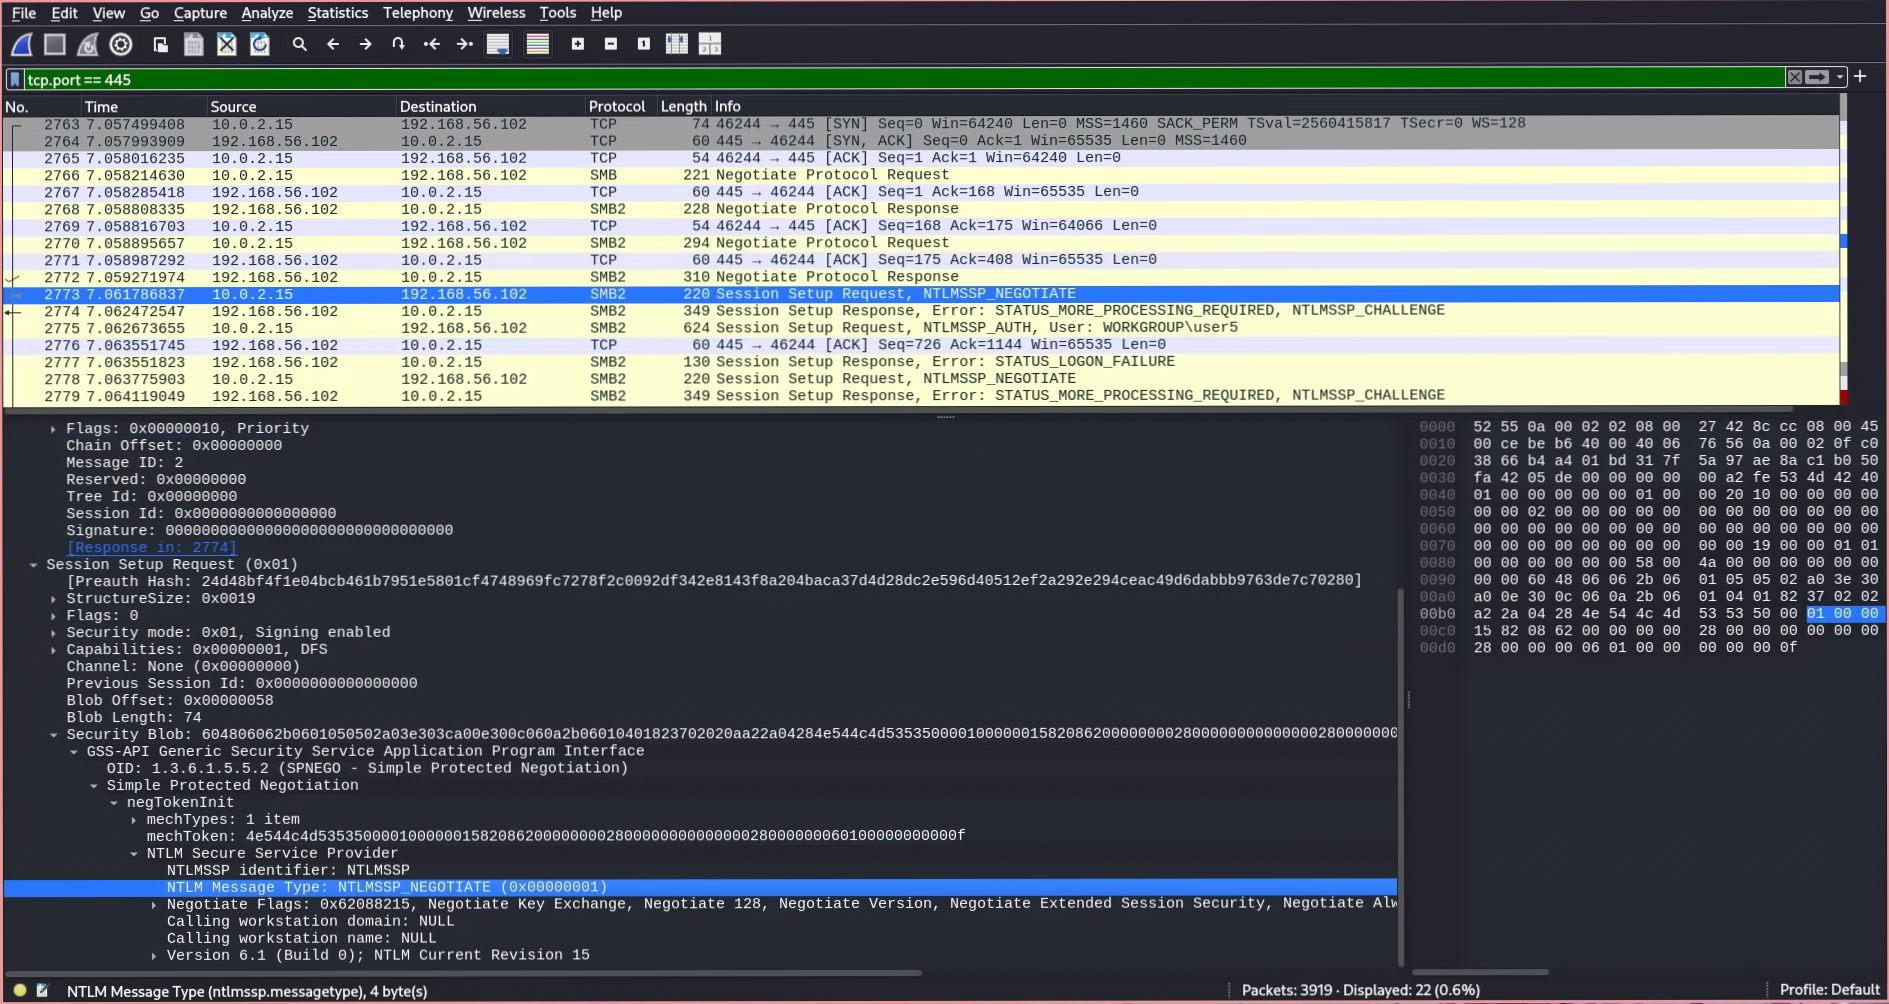 File Edit View Go Capture Analyze Statistics Telephony Wireless Tools Help
tcp.port == 445
No. Time Source Destination Protocol Length Info
2763 7.057499408 10.0.2.15 192.168.56.102 TCP 74 46244 → 445 [SYN] Seq=0 Win=64240 Len=0 MSS=1460 SACK_PERM TSval=2560415817 TSecr=0 WS=128
2764 7.057993909 192.168.56.102 10.0.2.15 TCP 60 445 → 46244 [SYN, ACK] Seq=0 Ack=1 Win=65535 Len=0 MSS=1460
2765 7.058016235 10.0.2.15 192.168.56.102 TCP 54 46244 → 445 [ACK] Seq=1 Ack=1 Win=64240 Len=0
2766 7.058214630 10.0.2.15 192.168.56.102 SMB 221 Negotiate Protocol Request
2767 7.058285418 192.168.56.102 10.0.2.15 TCP 60 445 → 46244 [ACK] Seq=1 Ack=168 Win=65535 Len=0
2768 7.058808335 192.168.56.102 10.0.2.15 SMB2 228 Negotiate Protocol Response
2769 7.058816703 10.0.2.15 192.168.56.102 TCP 54 46244 → 445 [ACK] Seq=168 Ack=175 Win=64066 Len=0
2770 7.058895657 10.0.2.15 192.168.56.102 SMB2 294 Negotiate Protocol Request
2771 7.058987292 192.168.56.102 10.0.2.15 TCP 60 445 → 46244 [ACK] Seq=175 Ack=408 Win=65535 Len=0
2772 7.059271974 192.168.56.102 10.0.2.15 SMB2 310 Negotiate Protocol Response
2773 7.061786837 10.0.2.15 192.168.56.102 SMB2 220 Session Setup Request, NTLMSSP_NEGOTIATE
2774 7.062472547 192.168.56.102 10.0.2.15 SMB2 349 Session Setup Response, Error: STATUS_MORE_PROCESSING_REQUIRED, NTLMSSP_CHALLENGE
2775 7.062673655 10.0.2.15 192.168.56.102 SMB2 624 Session Setup Request, NTLMSSP_AUTH, User: WORKGROUP\user5
2776 7.063551745 192.168.56.102 10.0.2.15 TCP 60 445 → 46244 [ACK] Seq=726 Ack=1144 Win=65535 Len=0
2777 7.063551823 192.168.56.102 10.0.2.15 SMB2 130 Session Setup Response, Error: STATUS_LOGON_FAILURE
2778 7.063775903 10.0.2.15 192.168.56.102 SMB2 220 Session Setup Request, NTLMSSP_NEGOTIATE
2779 7.064119049 192.168.56.102 10.0.2.15 SMB2 349 Session Setup Response, Error: STATUS_MORE_PROCESSING_REQUIRED, NTLMSSP_CHALLENGE
Flags: 0x00000010, Priority
Chain Offset: 0x00000000
Message ID: 2
Reserved: 0x00000000
Tree Id: 0x00000000
Session Id: 0x0000000000000000
Signature: 00000000000000000000000000000000
[Response in: 2774]
Session Setup Request (0x01)
[Preauth Hash: 24d48bf4f1e04bcb461b7951e5801cf4748969fc7278f2c0092df342e8143f8a204baca37d4d28dc2e596d40512ef2a292e294ceac49d6dabbb9763de7c70280]
StructureSize: 0x0019
Flags: 0
Security mode: 0x01, Signing enabled
Capabilities: 0x00000001, DFS
Channel: None (0x00000000)
Previous Session Id: 0x0000000000000000
Blob Offset: 0x00000058
Blob Length: 74
Security Blob: 604806062b0601050502a03e303ca00e300c060a2b06010401823702020aa22a04284e544c4d53535000010000001582086200000000280000000000000028000000
GSS-API Generic Security Service Application Program Interface
OID: 1.3.6.1.5.5.2 (SPNEGO - Simple Protected Negotiation)
Simple Protected Negotiation
negTokenInit
mechTypes: 1 item
mechToken: 4e544c4d53535000010000001582086200000000280000000000000028000000060100000000000f
NTLM Secure Service Provider
NTLMSSP identifier: NTLMSSP
NTLM Message Type: NTLMSSP_NEGOTIATE (0x00000001)
Negotiate Flags: 0x62088215, Negotiate Key Exchange, Negotiate 128, Negotiate Version, Negotiate Extended Session Security, Negotiate Alw
Calling workstation domain: NULL
Calling workstation name: NULL
Version 6.1 (Build 0); NTLM Current Revision 15
0000 52 55 0a 00 02 02 08 00 27 42 8c cc 08 00 45
0010 00 ce be b6 40 00 40 06 76 56 0a 00 02 0f c0
0020 38 66 b4 a4 01 bd 31 7f 5a 97 ae 8a c1 b0 50
0030 fa 42 05 de 00 00 00 00 00 a2 fe 53 4d 42 40
0040 01 00 00 00 00 00 01 00 00 20 10 00 00 00 00
0050 00 00 02 00 00 00 00 00 00 00 00 00 00 00 00
0060 00 00 00 00 00 00 00 00 00 00 00 00 00 00 00
0070 00 00 00 00 00 00 00 00 00 00 19 00 00 01 01
0080 00 00 00 00 00 00 58 00 4a 00 00 00 00 00 00
0090 00 00 60 48 06 06 2b 06 01 05 05 02 a0 3e 30
00a0 a0 0e 30 0c 06 0a 2b 06 01 04 01 82 37 02 02
00b0 a2 2a 04 28 4e 54 4c 4d 53 53 50 00 01 00 00
00c0 15 82 08 62 00 00 00 00 28 00 00 00 00 00 00
00d0 28 00 00 00 06 01 00 00 00 00 00 0f
NTLM Message Type (ntlmssp.messagetype), 4 byte(s)
Packets: 3919 · Displayed: 22 (0.6%)
Profile: Default